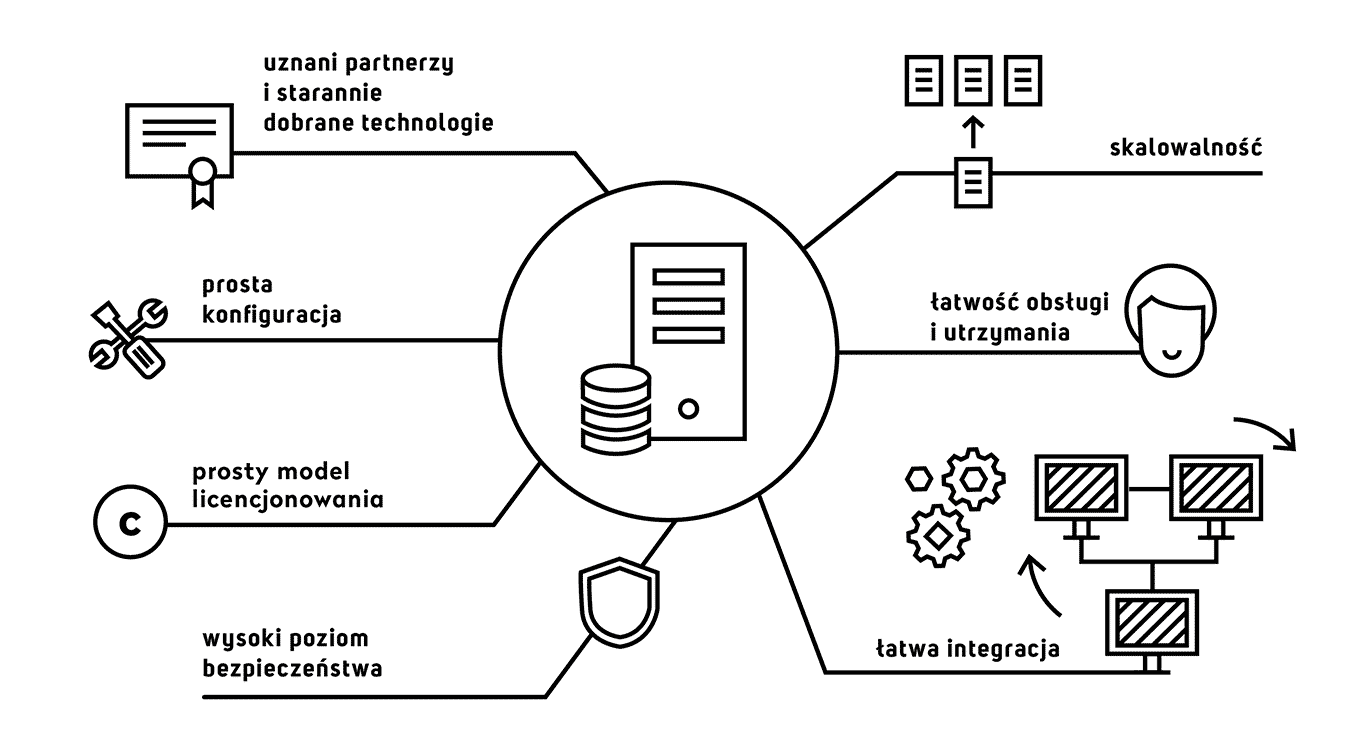 uznani partnerzy
i starannie
dobrane technologie
skalowalność
prosta
konfiguracja
łatwość obsługi
i utrzymania
prosty model
licencjonowania
C
wysoki poziom
bezpieczeństwa
łatwa integracja